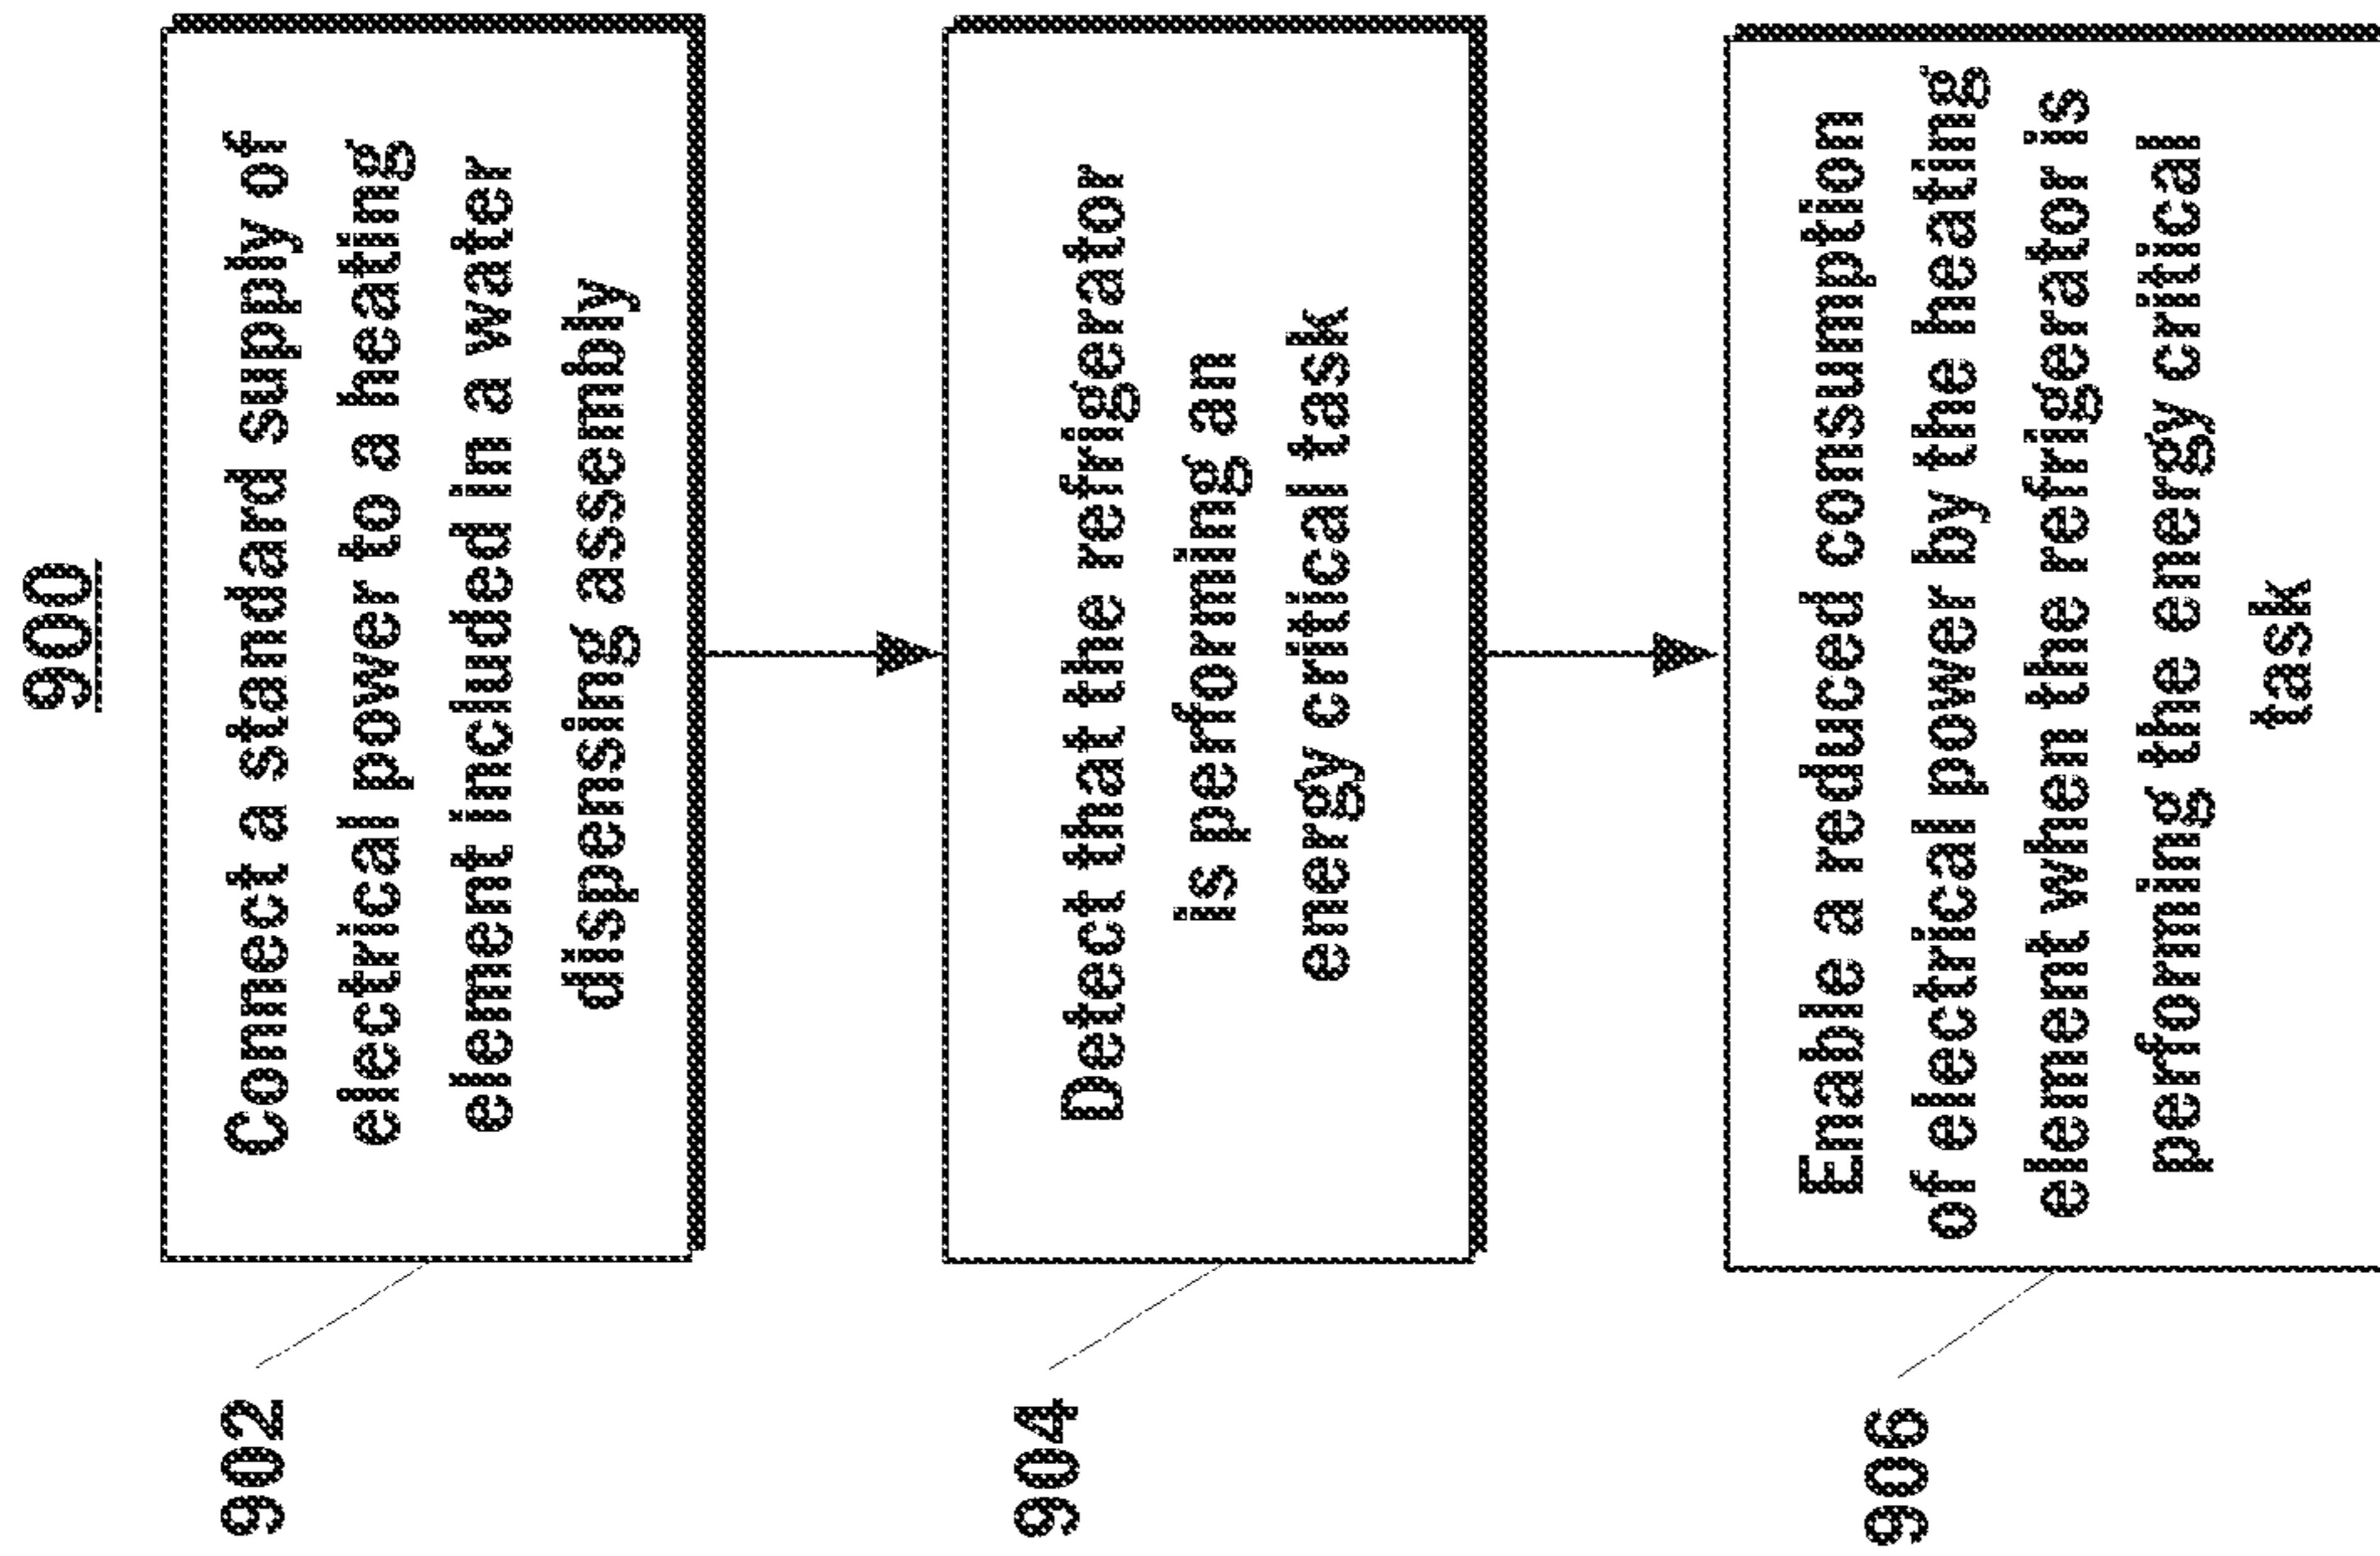 900
902
Connect a standard supply of
electrical power to a heating
element included in a water
dispensing assembly
904
Detect that the refrigerator
is performing an
energy critical task
906
Enable a reduced consumption
of electrical power by the heating
element when the refrigerator is
performing the energy critical
task